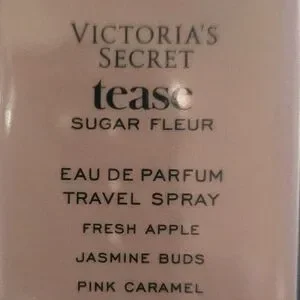 VICTORIA'S
SECRET
tease
SUGAR FLEUR
EAU DE PARFUM
TRAVEL SPRAY
FRESH APPLE
JASMINE BUDS
PINK CARAMEL